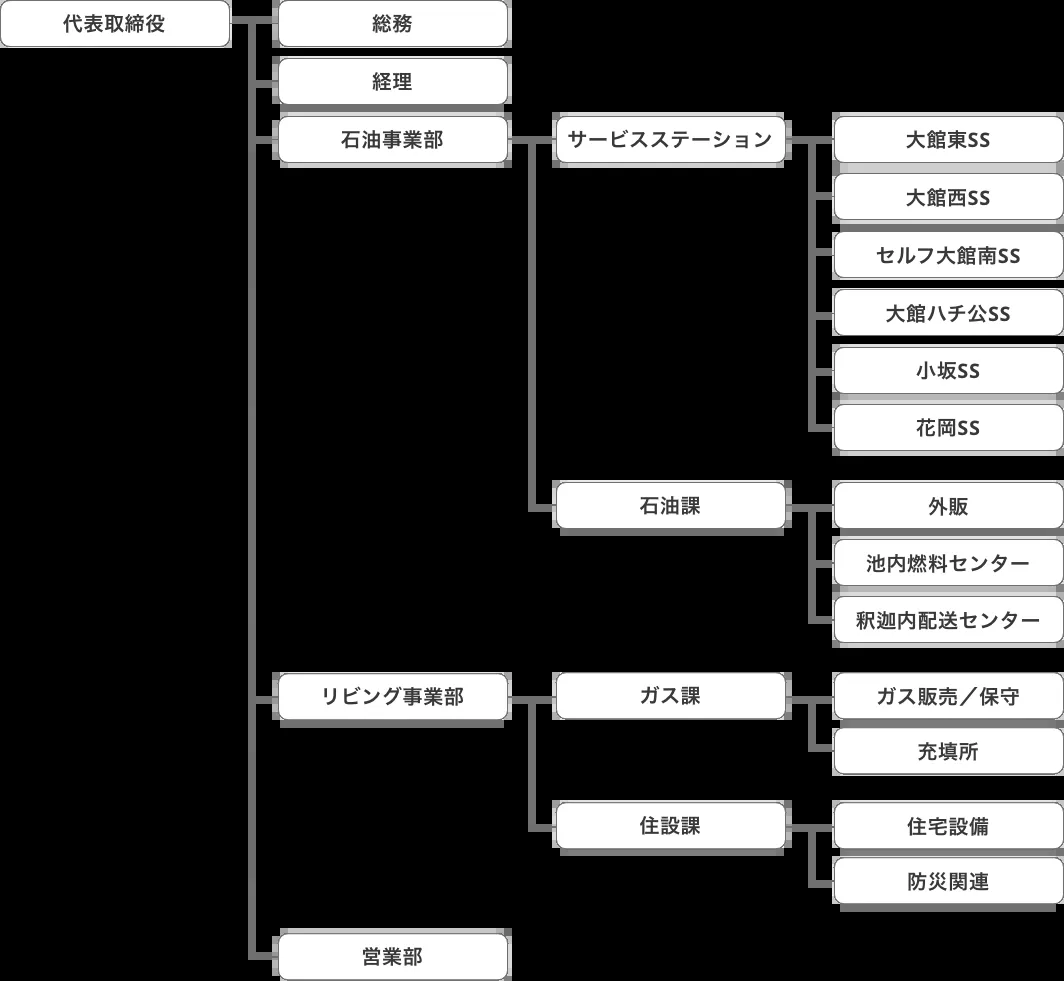 代表取締役
総務
経理
石油事業部
サービスステーション
大館東SS
大館西SS
セルフ大館南SS
大館ハチ公SS
小坂SS
花岡SS
石油課
外販
池内燃料センター
釈迦内配送センター
リビング事業部
ガス課
ガス販売／保守
充填所
住設課
住宅設備
防災関連
営業部